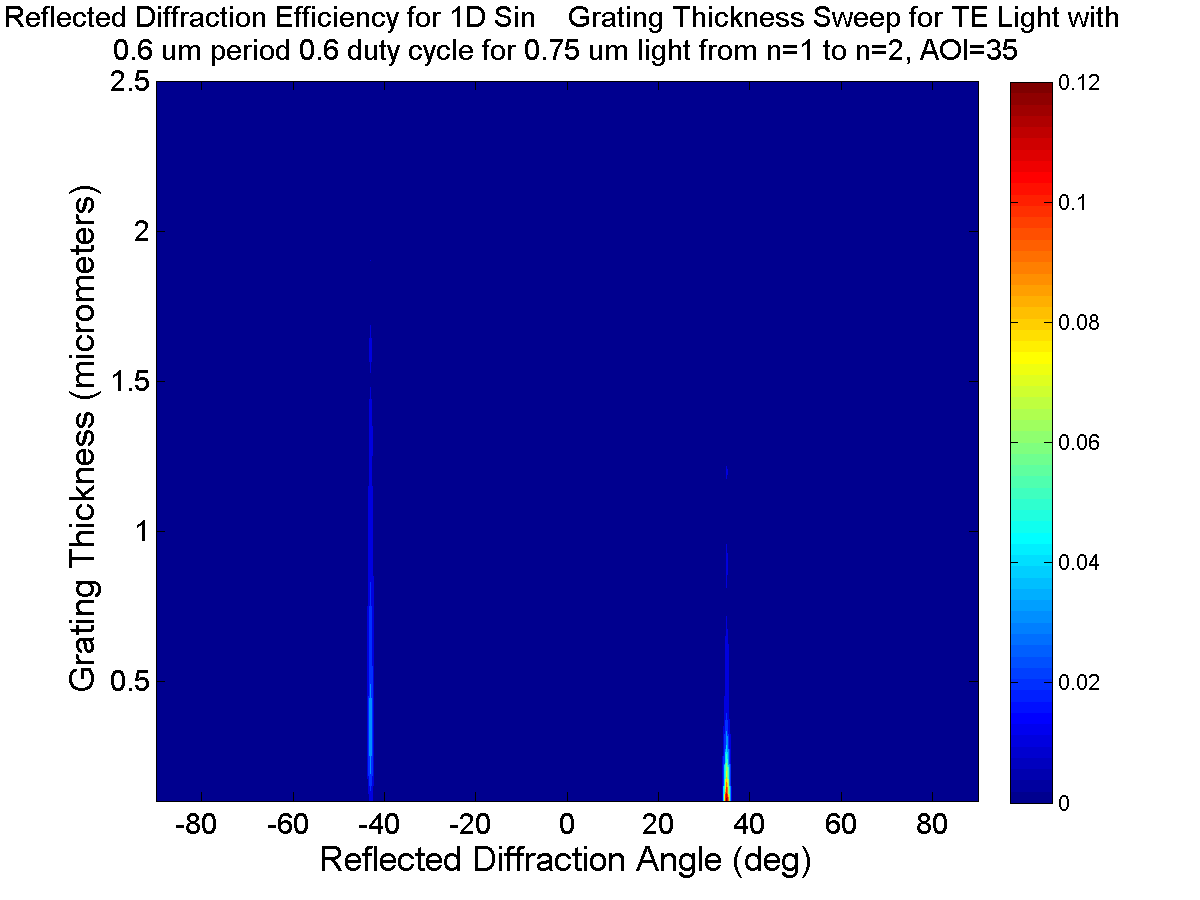 Reflected Diffraction Efficiency for 1D Sin    Grating Thickness Sweep for TE Light with
0.6 um period 0.6 duty cycle for 0.75 um light from n=1 to n=2, AOI=35
2.5
2
1.5
1
0.5
Grating Thickness (micrometers)
-80 -60 -40 -20 0 20 40 60 80
Reflected Diffraction Angle (deg)
0.12
0.1
0.08
0.06
0.04
0.02
0